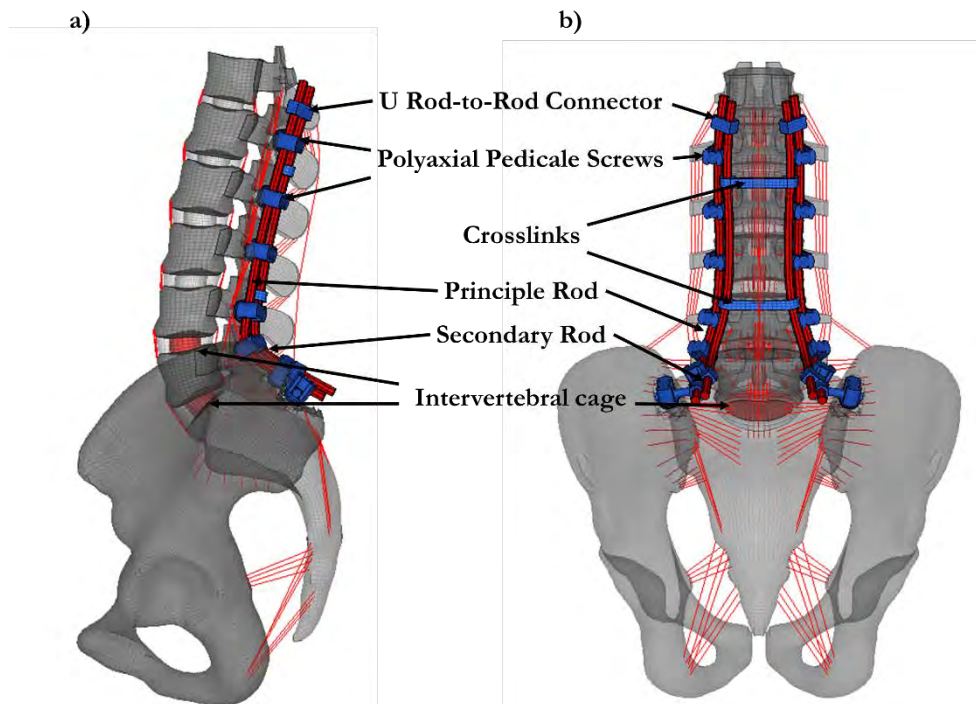 a)
b)
U Rod-to-Rod Connector
Polyaxial Pedicale Screws
Crosslinks
Principle Rod
Secondary Rod
Intervertebral cage